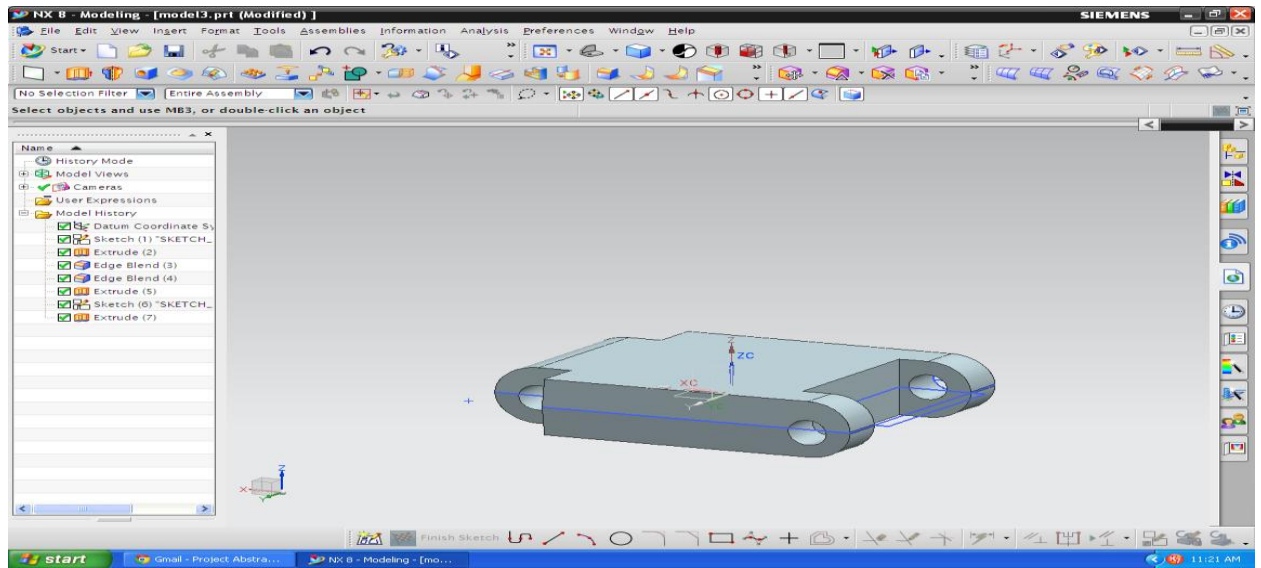 NX 8 - Modeling - [model3.prt (Modified) ]
SIEMENS
File Edit View Insert Format Tools Assemblies Information Analysis Preferences Window Help
Start
No Selection Filter Entire Assembly
Select objects and use MB3, or double-click an object
Name
History Mode
Model Views
Cameras
User Expressions
Model History
Datum Coordinate Sy
Sketch (1) "SKETCH_
Extrude (2)
Edge Blend (3)
Edge Blend (4)
Extrude (5)
Sketch (6) "SKETCH_
Extrude (7)
Z
ZC
XC
Y
YC
Z
X
Y
Finish Sketch
start
Gmail - Project Abstra...
NX 8 - Modeling - [mo...
11:21 AM